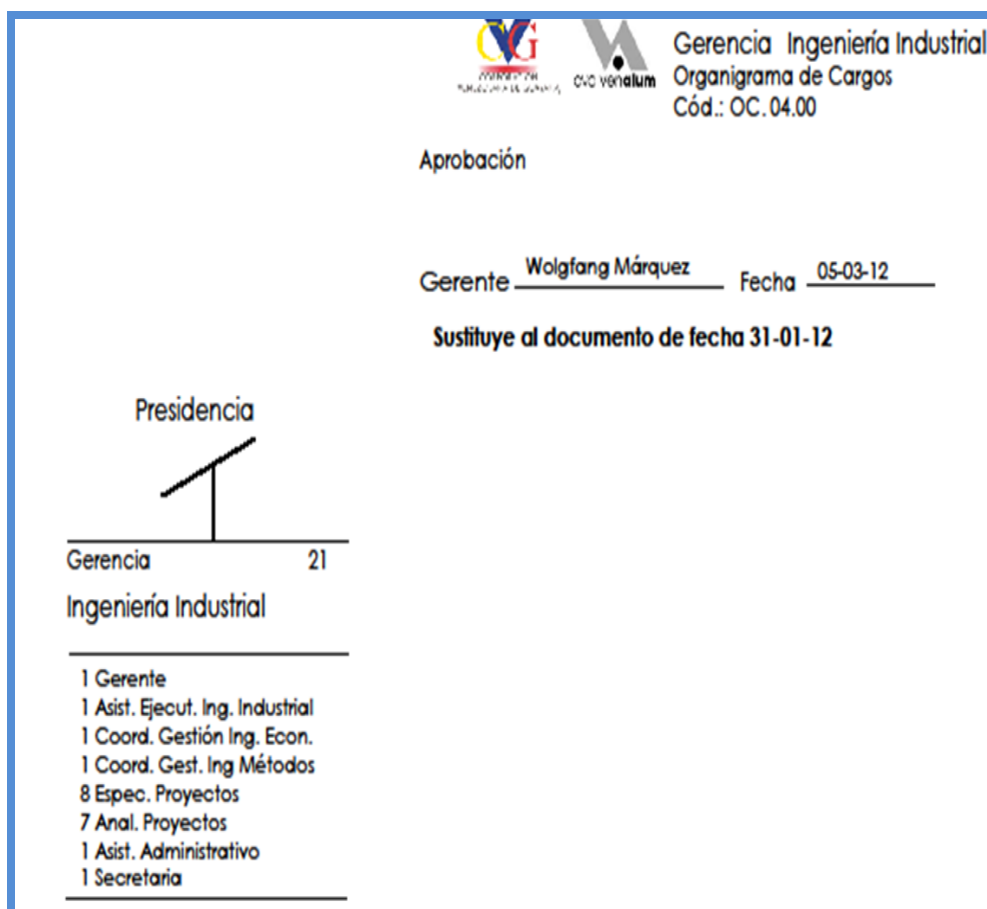 CVG
cvg venalum
Gerencia Ingeniería Industrial
Organigrama de Cargos
Cód.: OC.04.00
Aprobación
Gerente Wolgfang Márquez Fecha 05-03-12
Sustituye al documento de fecha 31-01-12
Presidencia
Gerencia 21
Ingeniería Industrial
1 Gerente
1 Asist. Ejecut. Ing. Industrial
1 Coord. Gestión Ing. Econ.
1 Coord. Gest. Ing Métodos
8 Espec. Proyectos
7 Anal. Proyectos
1 Asist. Administrativo
1 Secretaria